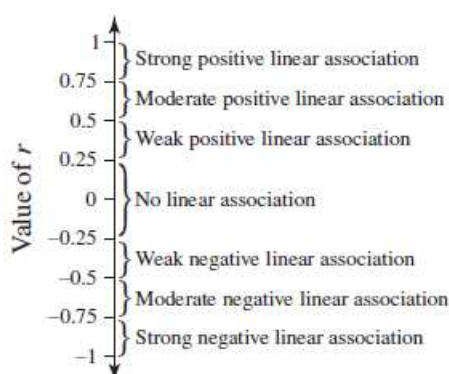 1
Strong positive linear association
0.75
Moderate positive linear association
0.5
Weak positive linear association
0.25
Value of r
0
No linear association
−0.25
Weak negative linear association
−0.5
Moderate negative linear association
−0.75
Strong negative linear association
−1